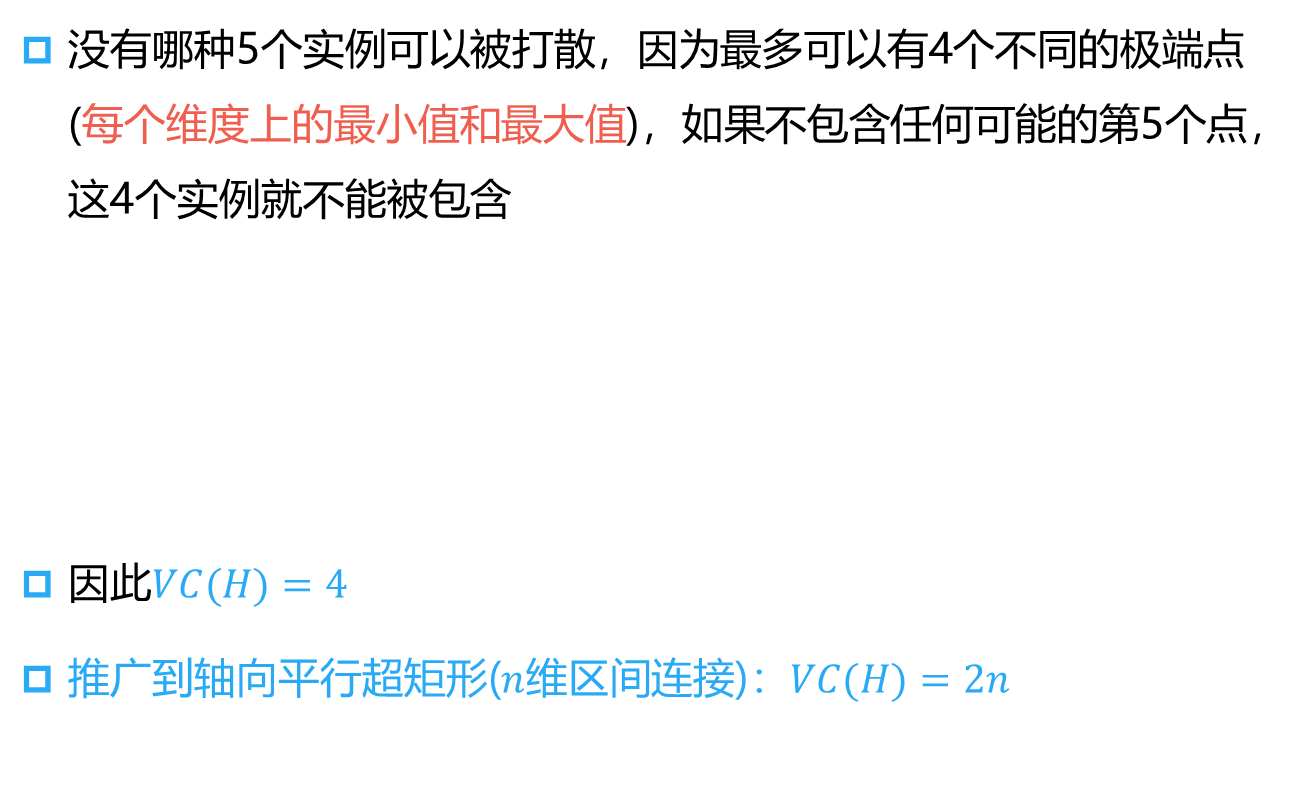 没有哪种5个实例可以被打散，因为最多可以有4个不同的极端点
(每个维度上的最小值和最大值)，如果不包含任何可能的第5个点，
这4个实例就不能被包含
因此VC(H) = 4
推广到轴向平行超矩形(n维区间连接)：VC(H) = 2n